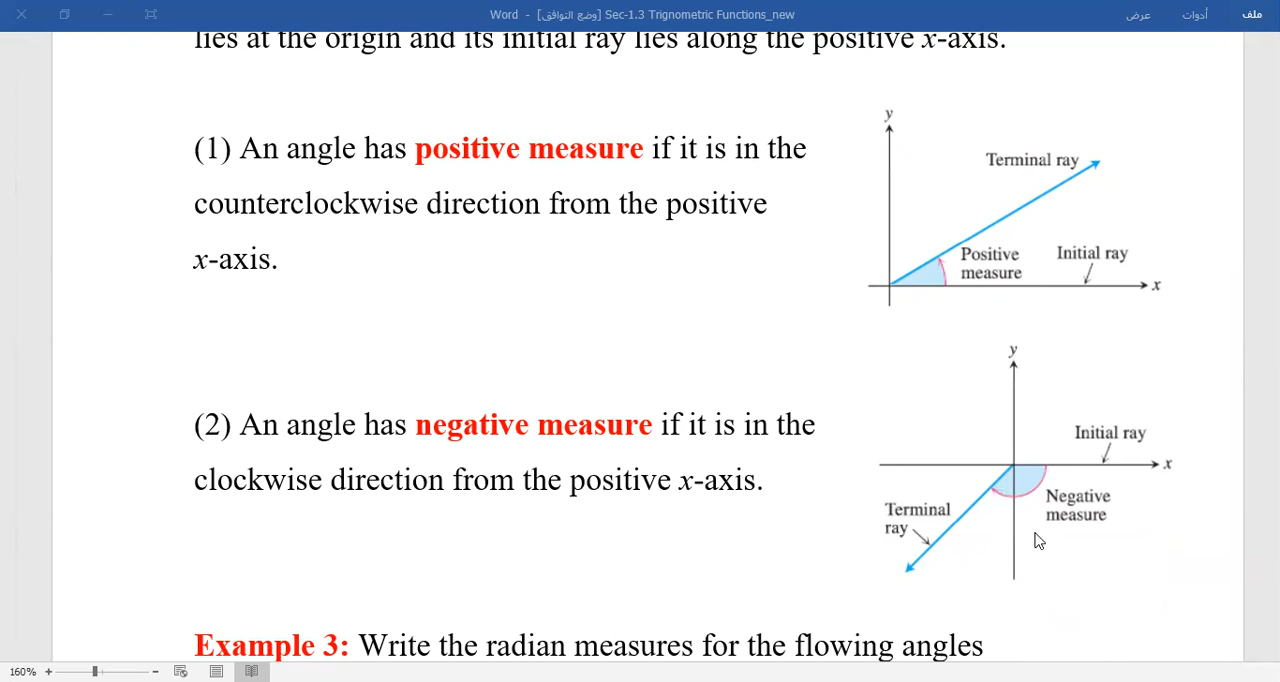 Word - [وضع التوافق] Sec-1.3 Trignometric Functions_new
عرض
أدوات
ملف
lies at the origin and its initial ray lies along the positive x-axis.
(1) An angle has positive measure if it is in the
counterclockwise direction from the positive
x-axis.
y
Terminal ray
Positive
measure
Initial ray
x
(2) An angle has negative measure if it is in the
clockwise direction from the positive x-axis.
y
Initial ray
x
Negative
measure
Terminal
ray
Example 3: Write the radian measures for the flowing angles
160%